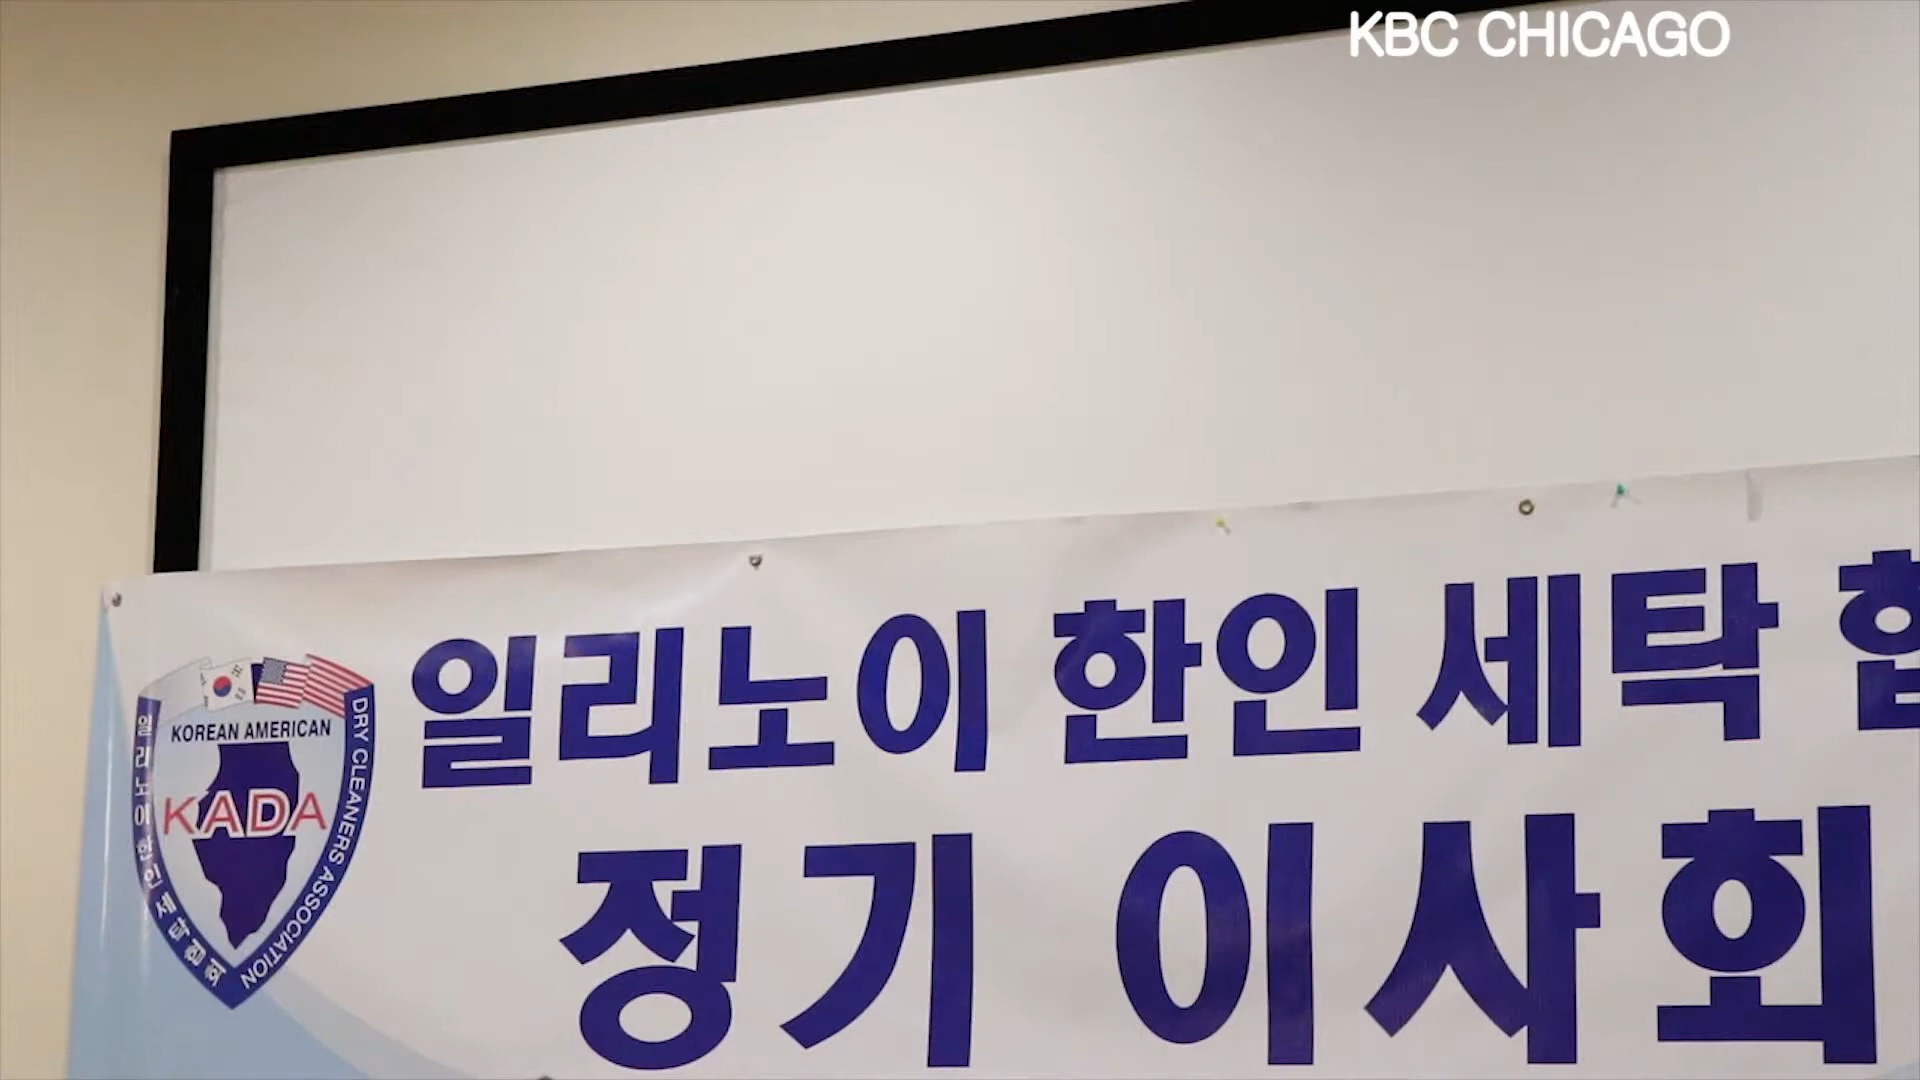 KBC CHICAGO
일리노이 한인 세탁 협
정기 이사회
KOREAN AMERICAN
KADA
일리노이한인세탁협회
DRY CLEANERS ASSOCIATION